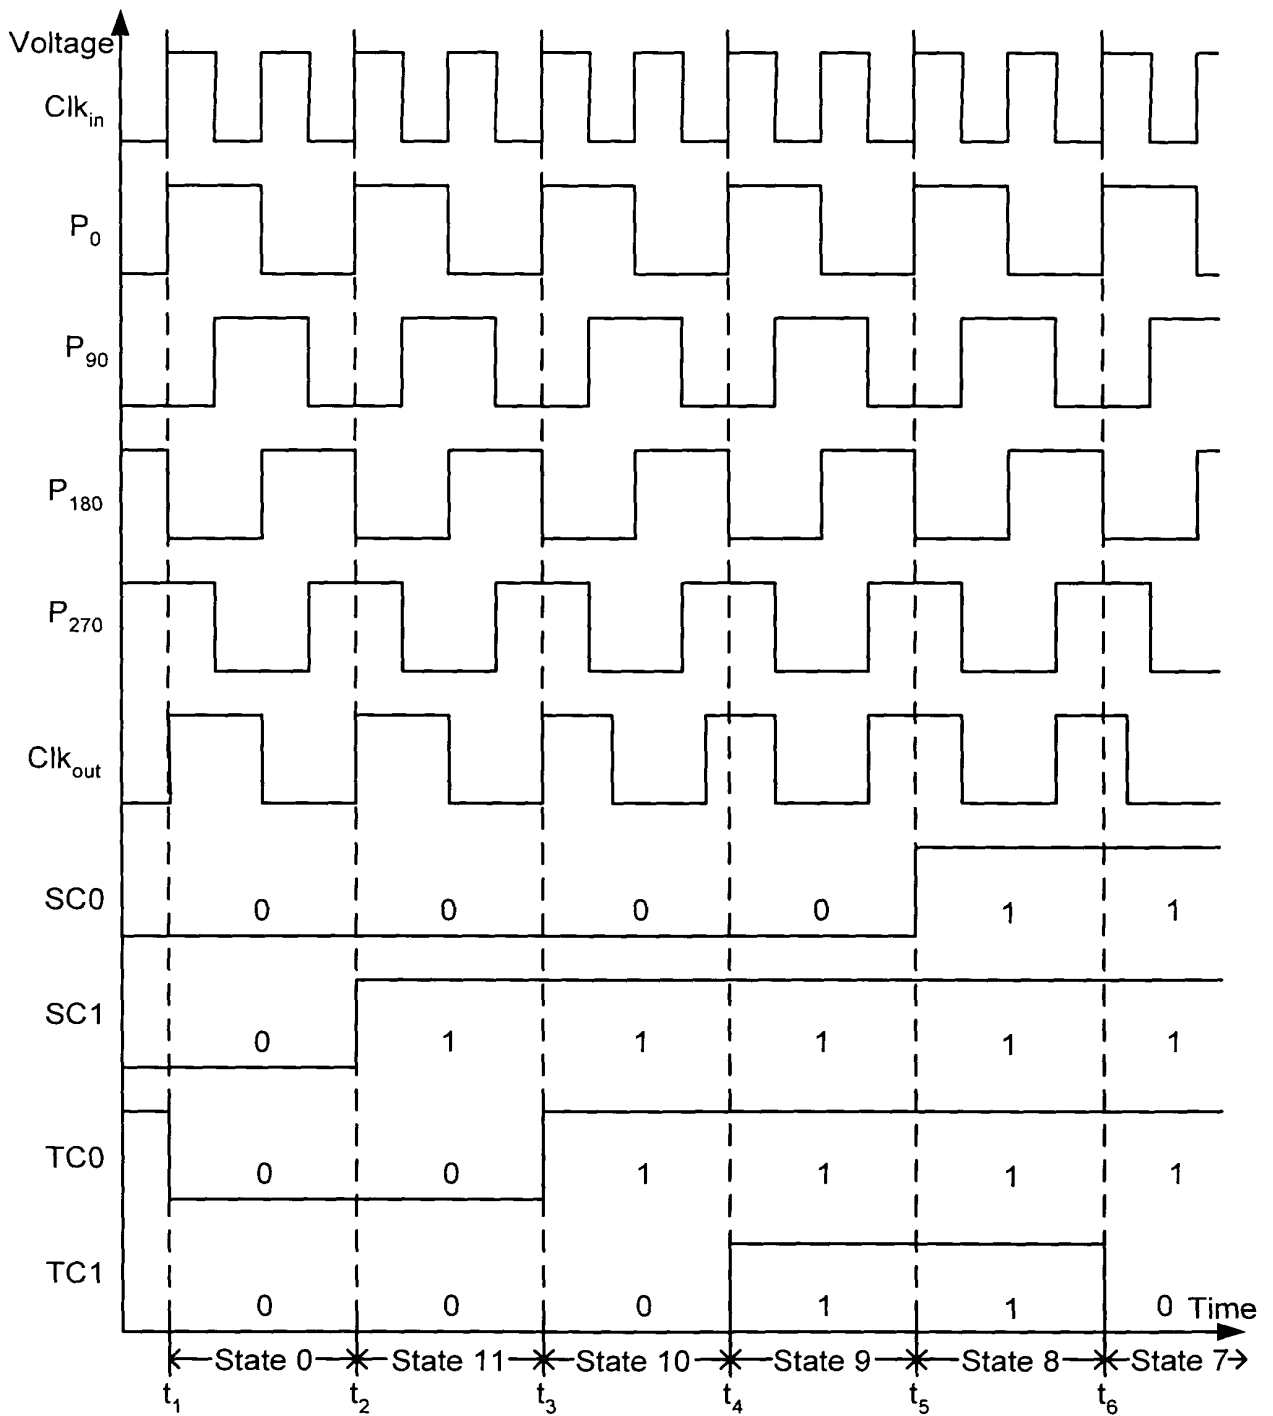 Voltage
Clk_in
P_0
P_90
P_180
P_270
Clk_out
SC0 0 0 0 0 1 1
SC1 0 1 1 1 1 1
TC0 0 0 1 1 1 1
TC1 0 0 0 1 1 0 Time
State 0 State 11 State 10 State 9 State 8 State 7
t_1 t_2 t_3 t_4 t_5 t_6